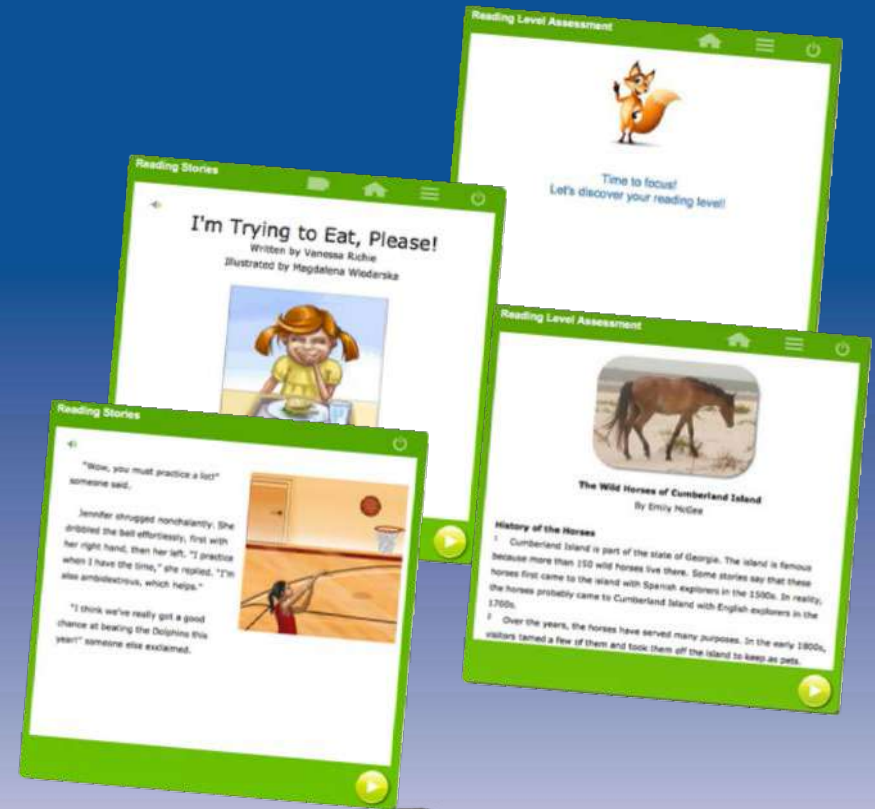 Reading Level Assessment
Time to focus!
Let's discover your reading level!
Reading Stories
I'm Trying to Eat, Please!
Written by Vanessa Richie
Illustrated by Magdalena Wiodarska
Reading Level Assessment
The Wild Horses of Cumberland Island
By Emily McGee
History of the Horses
1 Cumberland Island is part of the state of Georgia. The island is famous
because more than 150 wild horses live there. Some stories say that these
horses first came to the island with Spanish explorers in the 1500s. In reality,
the horses probably came to Cumberland Island with English explorers in the
1700s.
2 Over the years, the horses have served many purposes. In the early 1800s,
visitors tamed a few of them and took them off the island to keep as pets.
Reading Stories
"Wow, you must practice a lot!"
someone said.
Jennifer shrugged nonchalantly. She
dribbled the ball effortlessly, first with
her right hand, then her left. "I practice
when I have the time," she replied. "I'm
also ambidextrous, which helps."
"I think we've really got a good
chance at beating the Dolphins this
year!" someone else exclaimed.